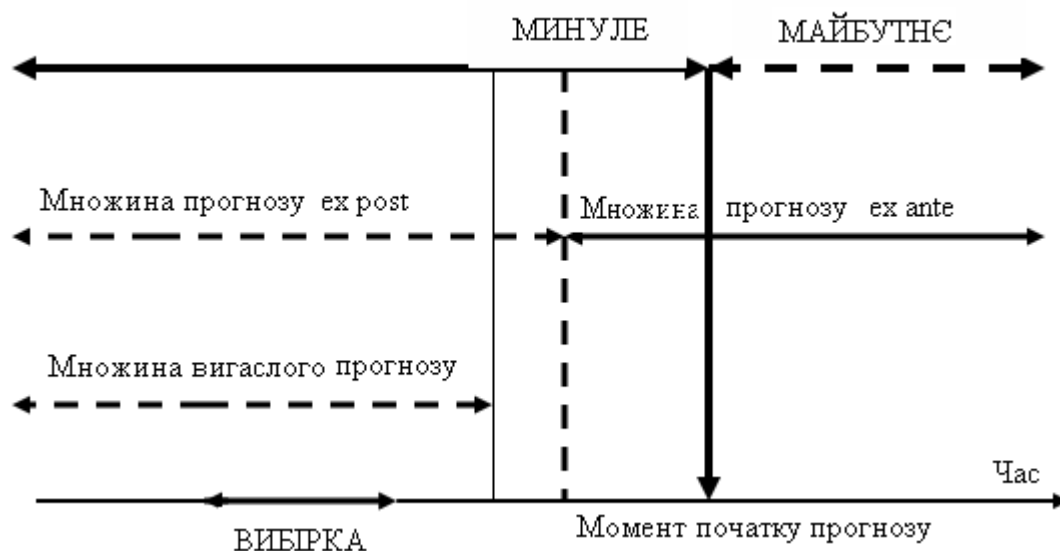 МИНУЛЕ МАЙБУТНЄ
Множина прогнозу ex post
Множина прогнозу ex ante
Множина вигаслого прогнозу
Час
ВИБІРКА
Момент початку прогнозу